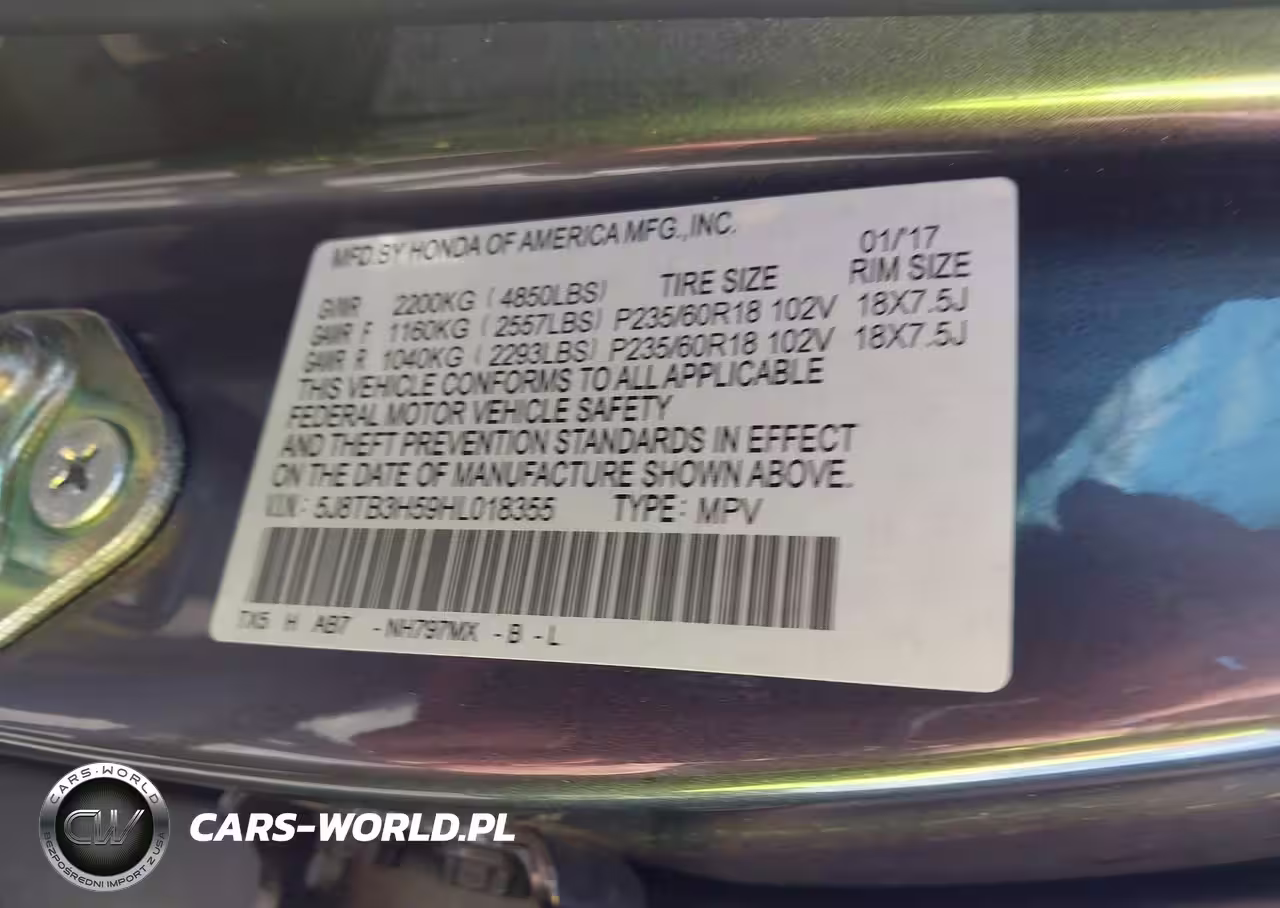 MFD.BY HONDA OF AMERICA MFG.,INC. 01/'17
GVWR 2200KG (4850LBS) TIRE SIZE RIM SIZE
GAWR F 1160KG (2557LBS) P235/60R18 102V 18X7.5J
GAWR R 1040KG (2293LBS) P235/60R18 102V 18X7.5J
THIS VEHICLE CONFORMS TO ALL APPLICABLE
FEDERAL MOTOR VEHICLE SAFETY
AND THEFT PREVENTION STANDARDS IN EFFECT
ON THE DATE OF MANUFACTURE SHOWN ABOVE.
V.I.N: 5J8TB3H59HL018355 TYPE: MPV
TX5 H AB7 -NH797MX -B -L
CARS-WORLD
CW
BEZPOŚREDNI IMPORT Z USA
CARS-WORLD.PL